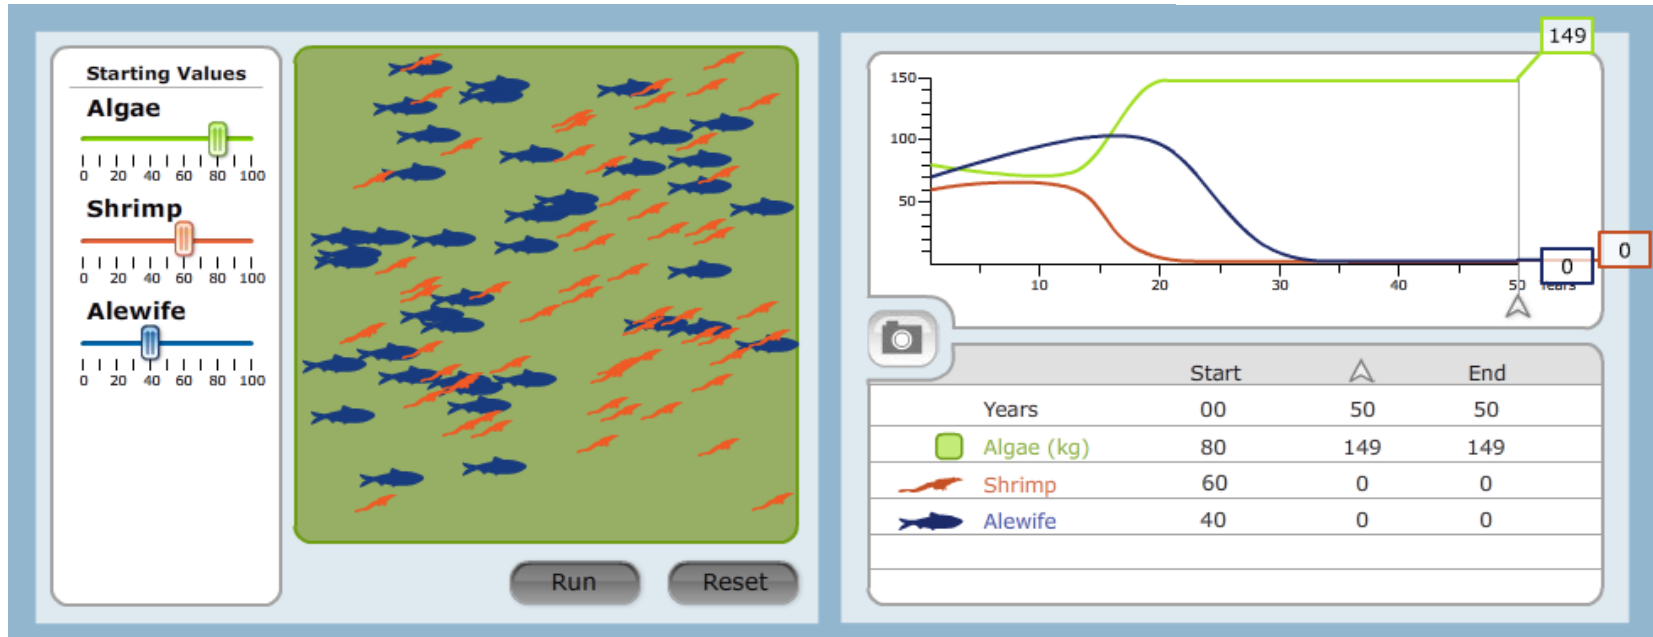 Starting Values
Algae
0 20 40 60 80 100
Shrimp
0 20 40 60 80 100
Alewife
0 20 40 60 80 100
Run Reset
149
150
100
50
0
0
10 20 30 40 50 Years
Start End
Years 00 50 50
Algae (kg) 80 149 149
Shrimp 60 0 0
Alewife 40 0 0